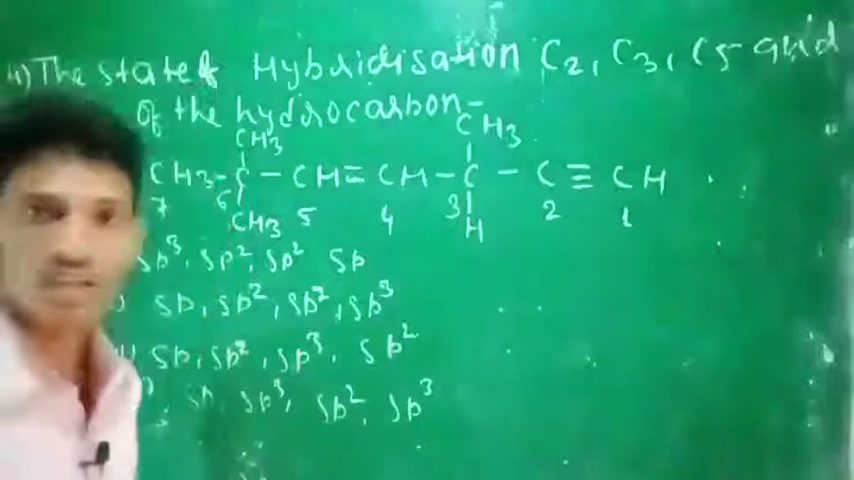 4) The state of Hybridisation C2, C3, C5 and
of the hydrocarbon-
CH3 CH3
CH3 - C - CH = CH - C - C ≡ CH
7 6 5 4 3 2 1
CH3 H
sp³, sp², sp² sp
sp, sp², sp², sp³
sp, sp², sp³, sp²
sp, sp³, sp², sp³